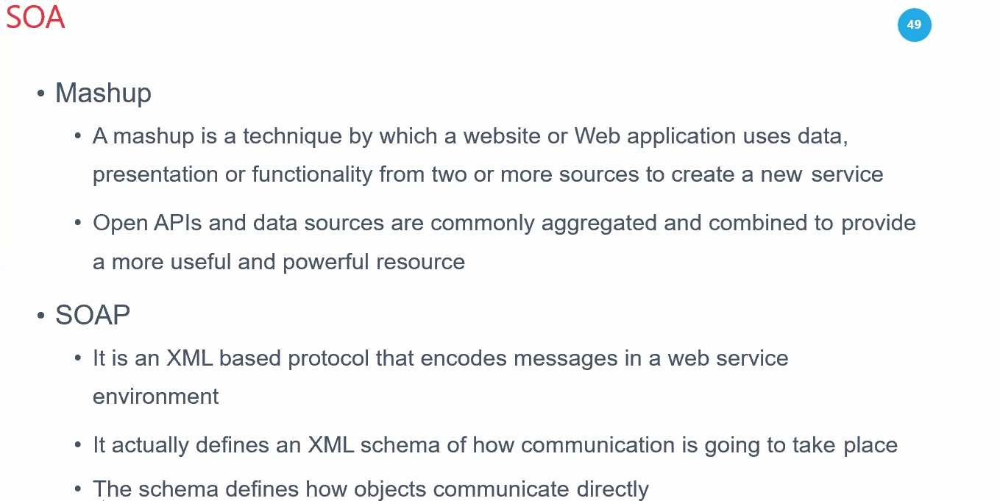 SOA
49
• Mashup
• A mashup is a technique by which a website or Web application uses data,
presentation or functionality from two or more sources to create a new service
• Open APIs and data sources are commonly aggregated and combined to provide
a more useful and powerful resource
• SOAP
• It is an XML based protocol that encodes messages in a web service
environment
• It actually defines an XML schema of how communication is going to take place
• The schema defines how objects communicate directly